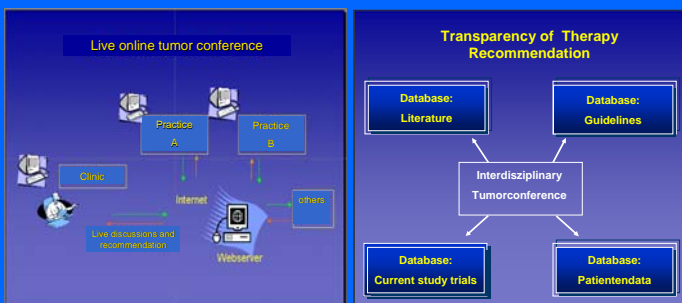 Live online tumor conference
Practice
A
Practice
B
Clinic
Internet
others
Live discussions and
recommendation
Webserver
Transparency of Therapy
Recommendation
Database:
Literature
Database:
Guidelines
Interdisziplinary
Tumorconference
Database:
Current study trials
Database:
Patientendata